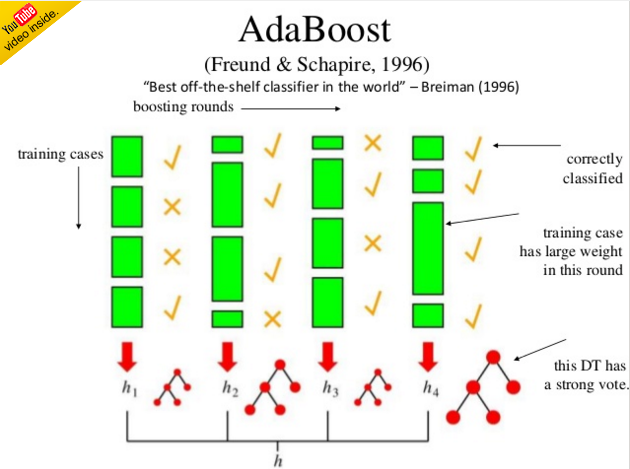 YouTube
video inside.
AdaBoost
(Freund & Schapire, 1996)
“Best off-the-shelf classifier in the world” – Breiman (1996)
boosting rounds
training cases
correctly
classified
training case
has large weight
in this round
this DT has
a strong vote.
h1 h2 h3 h4
h